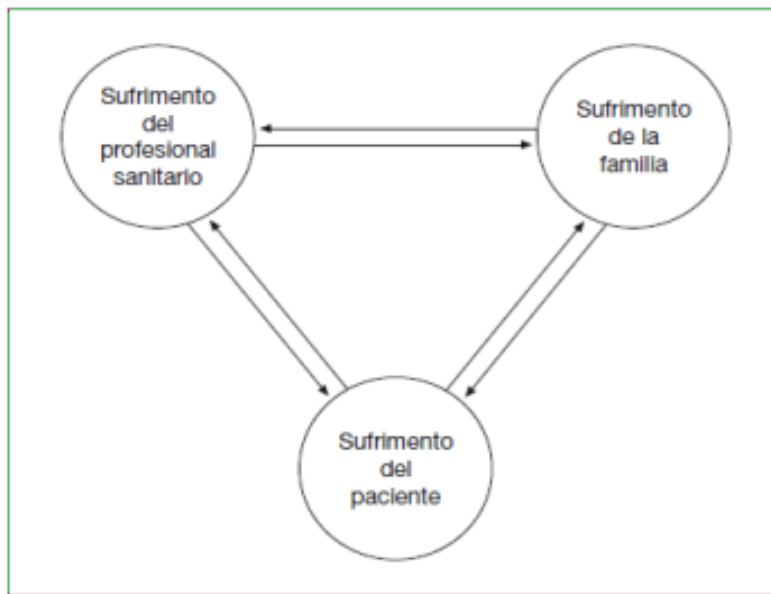 Sufrimento
del
profesional
sanitario
Sufrimento
de la
familia
Sufrimento
del
paciente